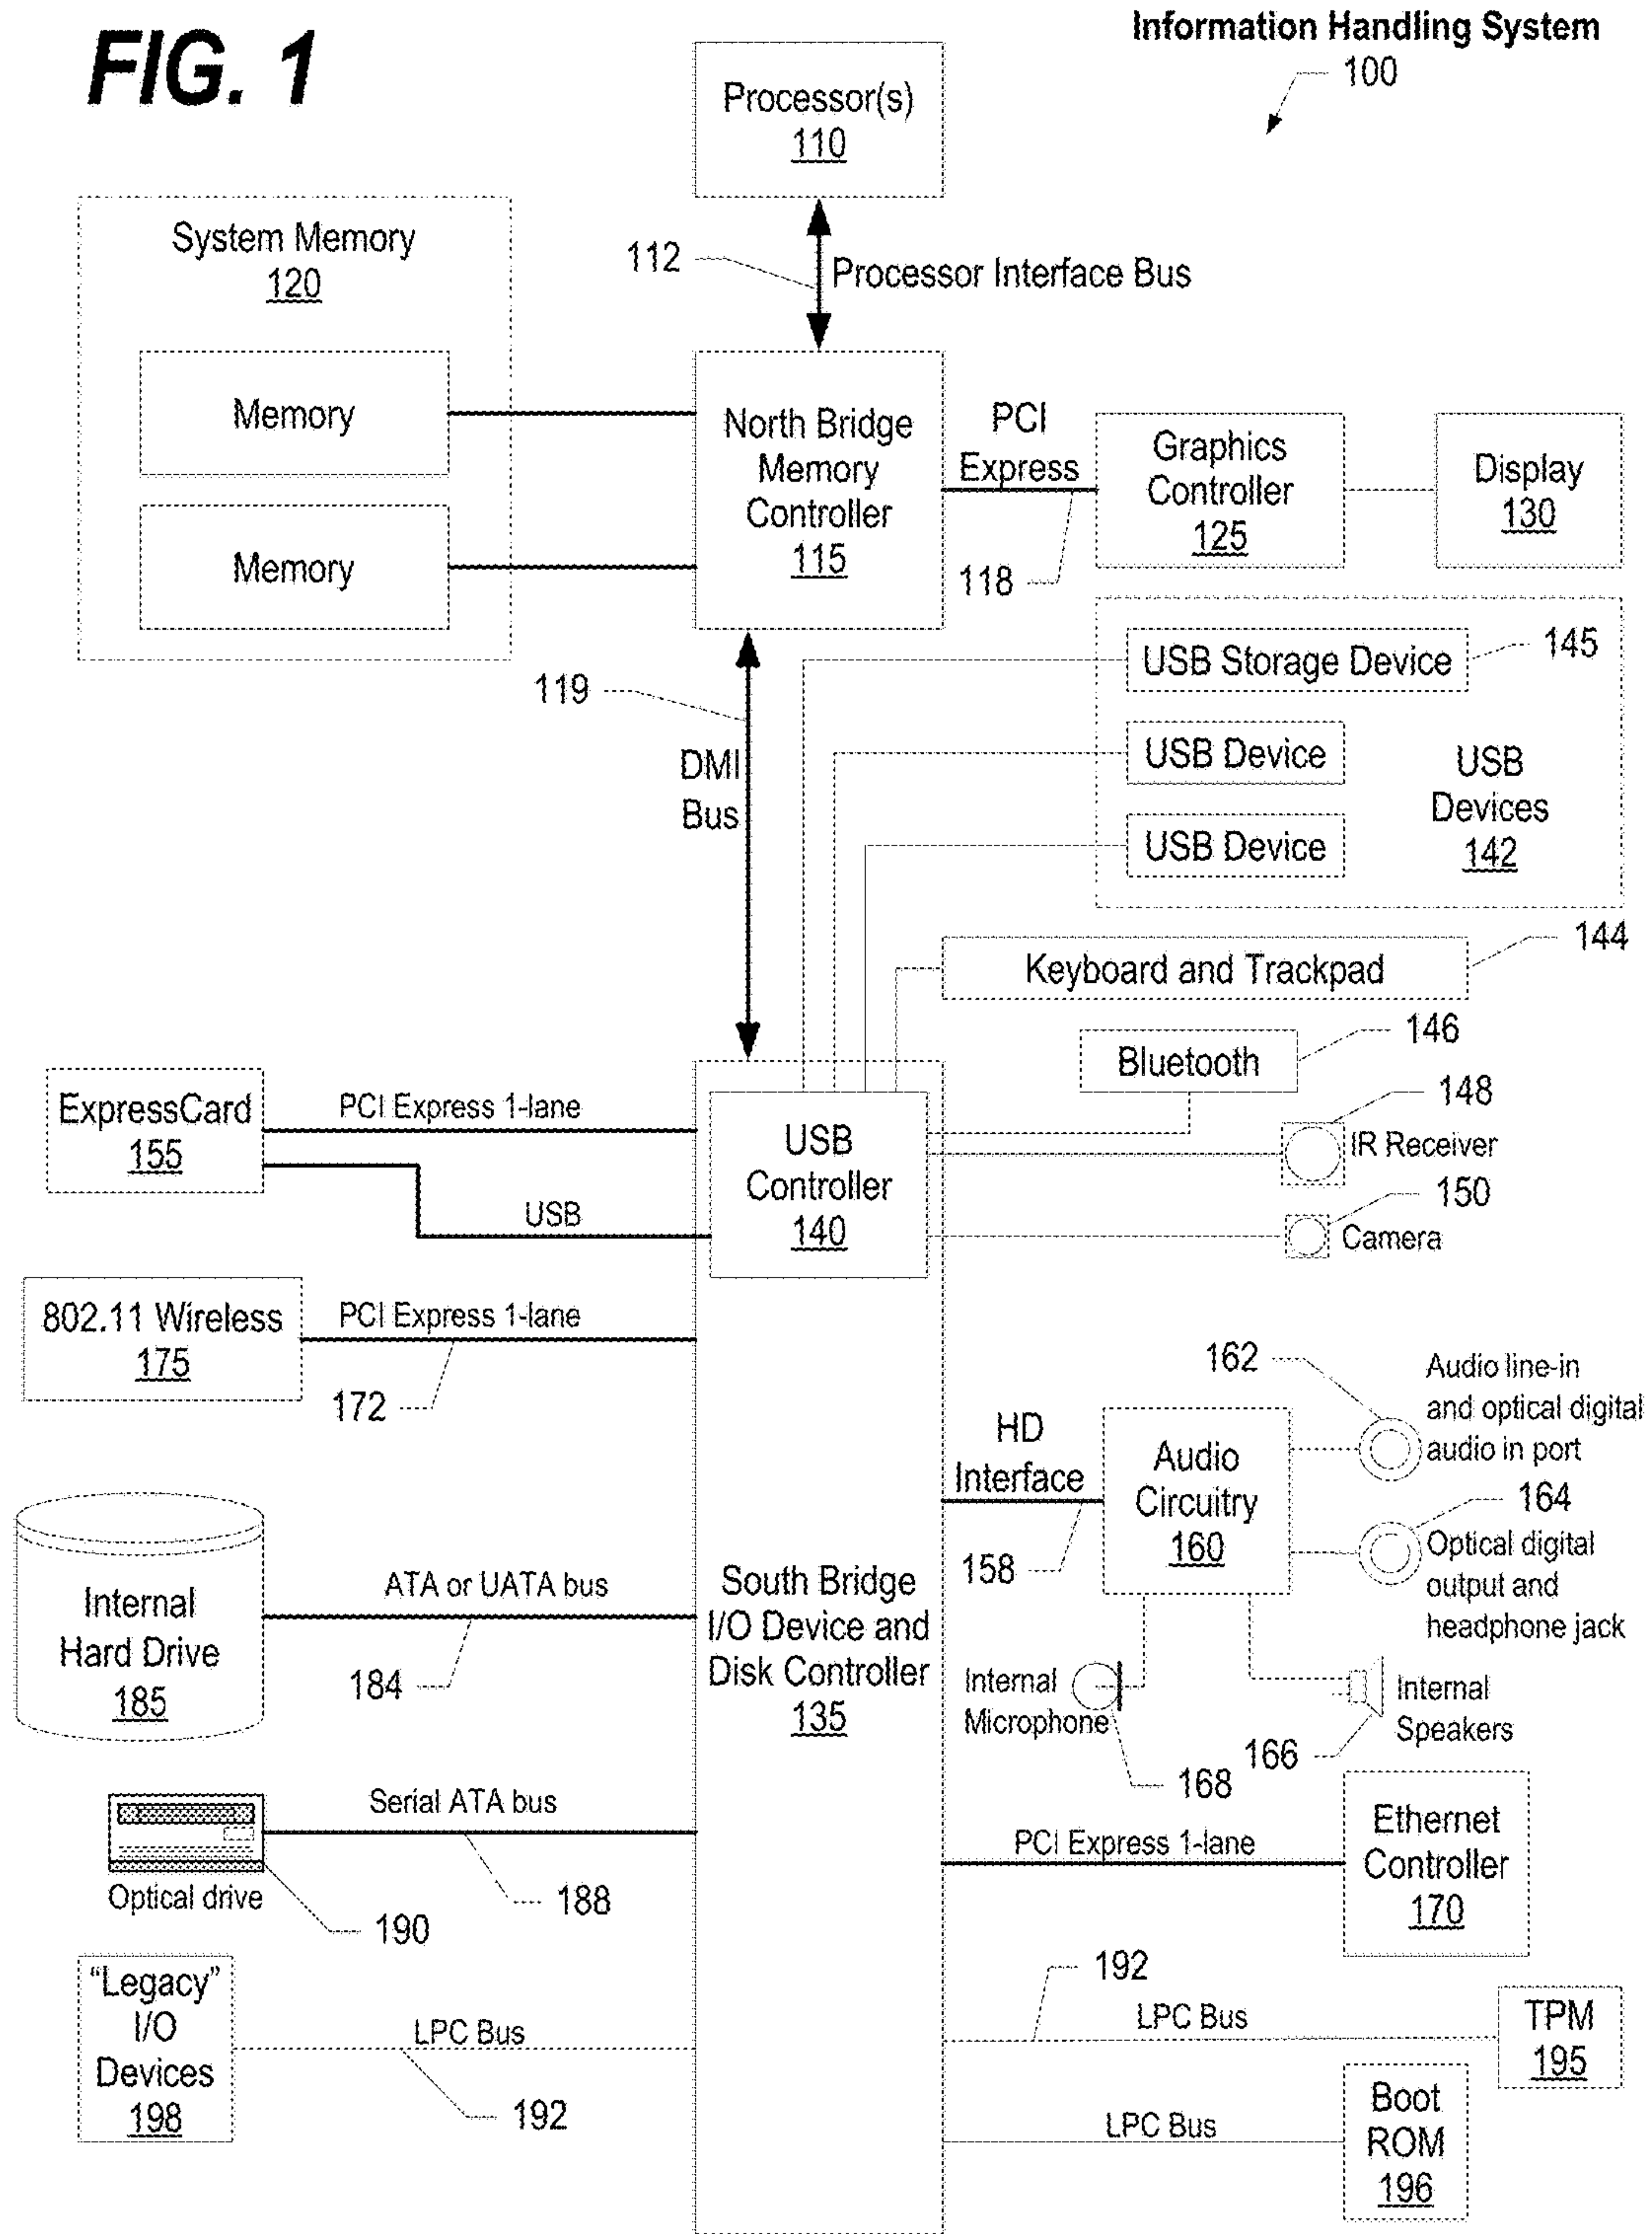 FIG. 1
Information Handling System
100
Processor(s)
110
112
Processor Interface Bus
System Memory
120
Memory
Memory
North Bridge
Memory
Controller
115
PCI
Express
118
Graphics
Controller
125
Display
130
119
DMI
Bus
USB Storage Device
145
USB Device
USB Device
USB
Devices
142
144
Keyboard and Trackpad
146
Bluetooth
148
IR Receiver
150
Camera
ExpressCard
155
PCI Express 1-lane
USB
USB
Controller
140
802.11 Wireless
175
PCI Express 1-lane
172
162
Audio line-in
and optical digital
audio in port
HD
Interface
158
Audio
Circuitry
160
164
Optical digital
output and
headphone jack
Internal
Hard Drive
185
ATA or UATA bus
184
South Bridge
I/O Device and
Disk Controller
135
Internal
Microphone
168
166
Internal
Speakers
Optical drive
190
Serial ATA bus
188
PCI Express 1-lane
Ethernet
Controller
170
"Legacy"
I/O
Devices
198
LPC Bus
192
192
LPC Bus
TPM
195
LPC Bus
Boot
ROM
196